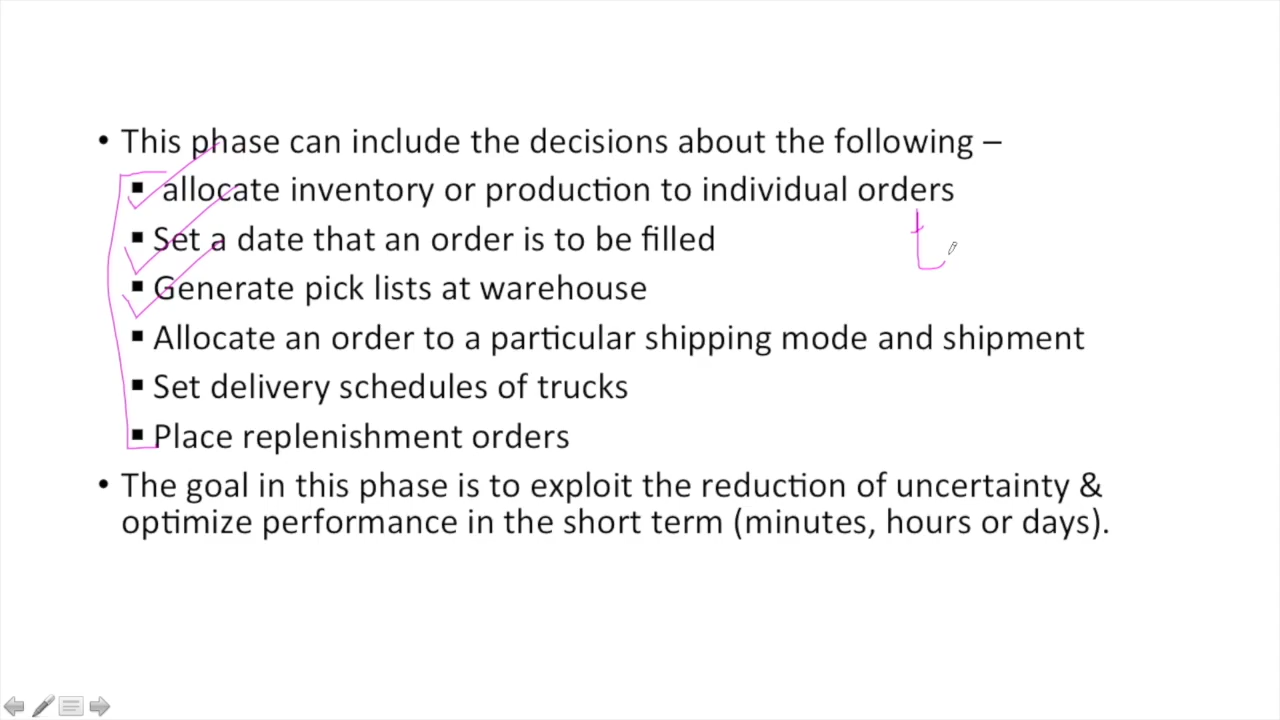 • This phase can include the decisions about the following –
▪ allocate inventory or production to individual orders
▪ Set a date that an order is to be filled
▪ Generate pick lists at warehouse
▪ Allocate an order to a particular shipping mode and shipment
▪ Set delivery schedules of trucks
▪ Place replenishment orders
• The goal in this phase is to exploit the reduction of uncertainty &
optimize performance in the short term (minutes, hours or days).